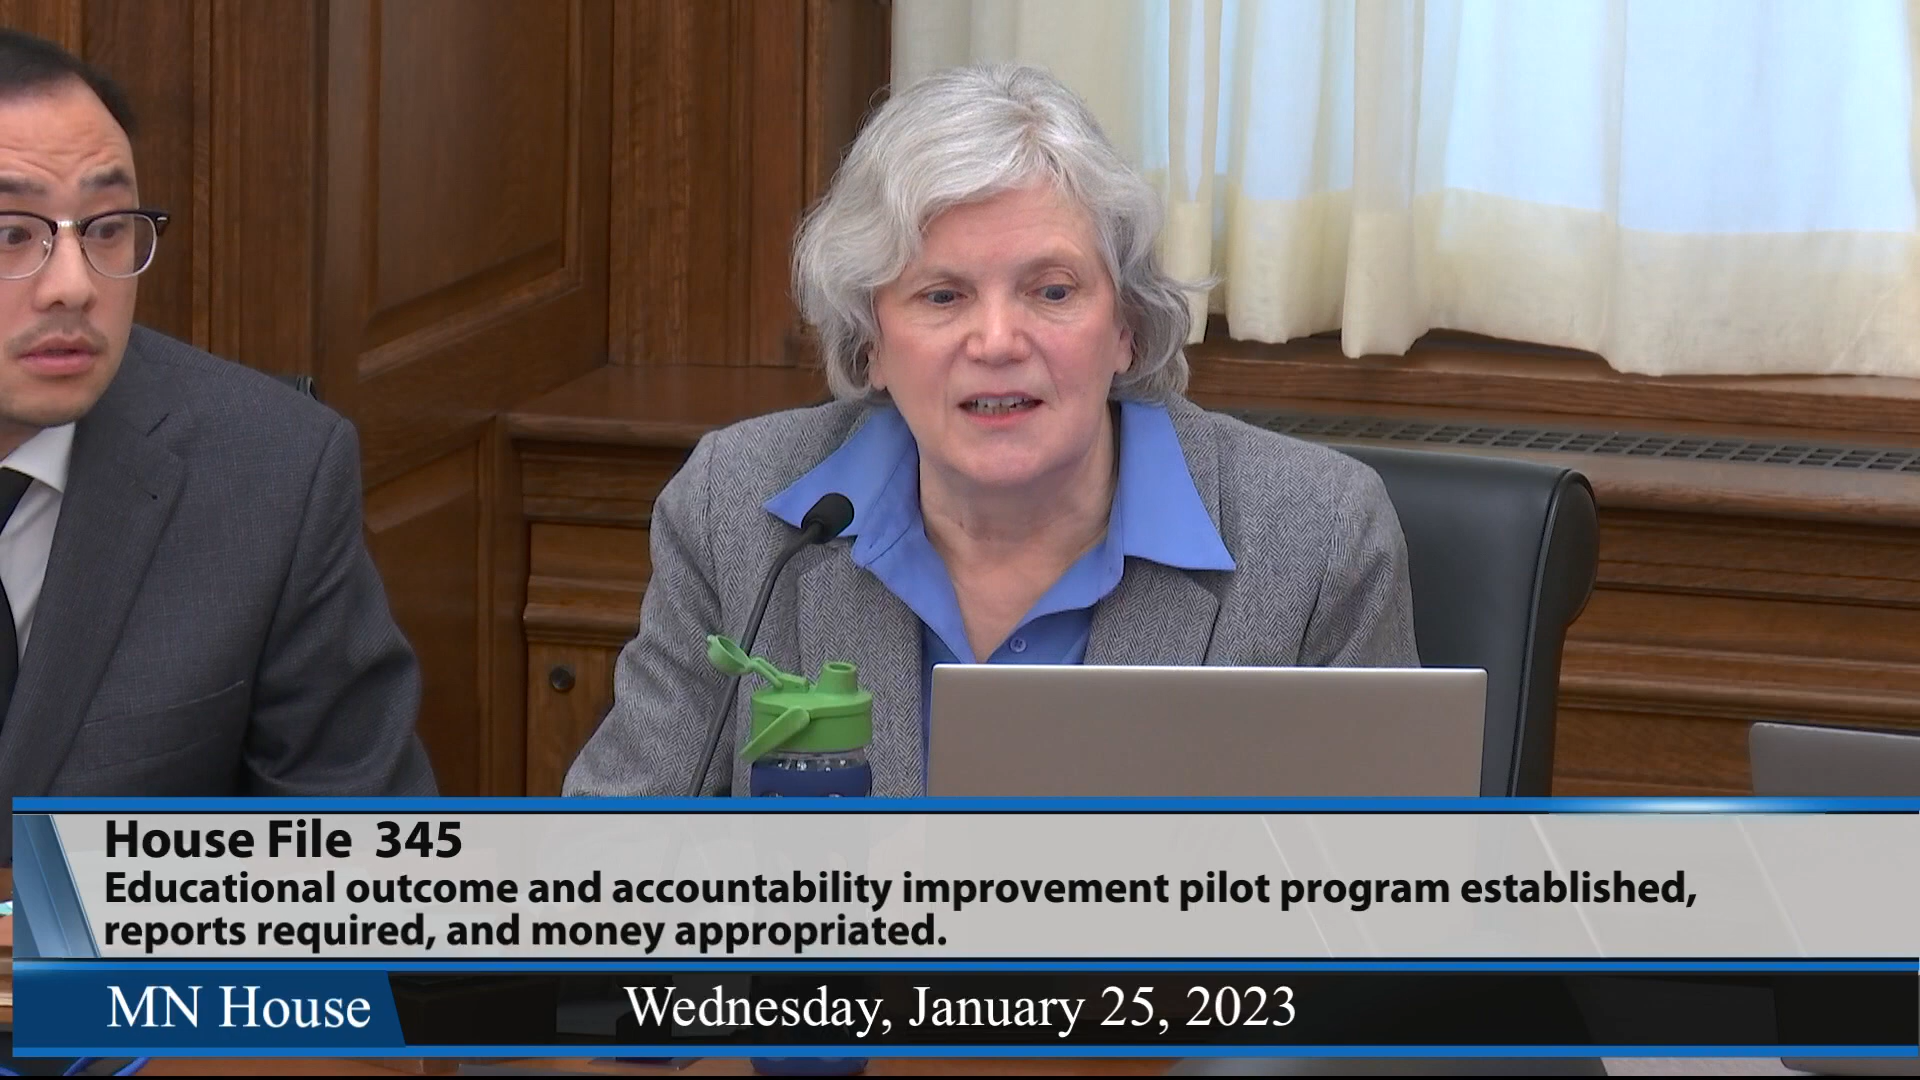 House File 345
Educational outcome and accountability improvement pilot program established,
reports required, and money appropriated.
MN House
Wednesday, January 25, 2023